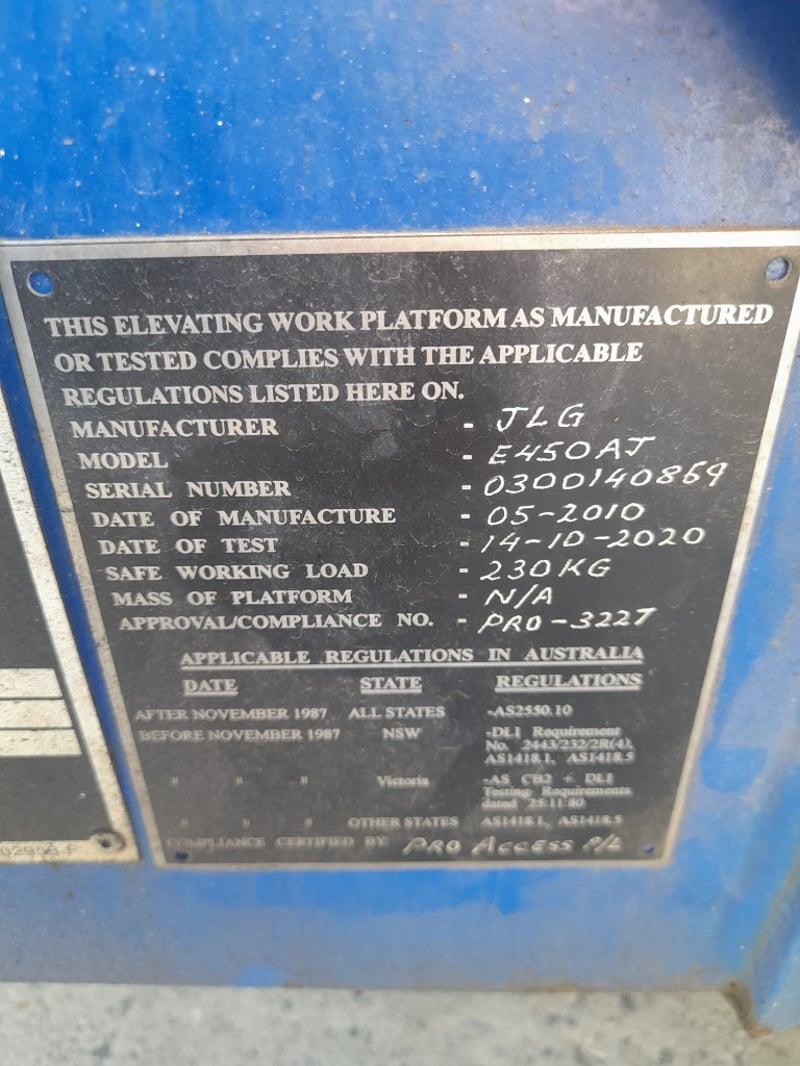 THIS ELEVATING WORK PLATFORM AS MANUFACTURED
OR TESTED COMPLIES WITH THE APPLICABLE
REGULATIONS LISTED HERE ON.
MANUFACTURER - JLG
MODEL - E450AJ
SERIAL NUMBER - 0300140869
DATE OF MANUFACTURE - 05-2010
DATE OF TEST - 14-10-2020
SAFE WORKING LOAD - 230KG
MASS OF PLATFORM - N/A
APPROVAL/COMPLIANCE NO. - PRO-3227
APPLICABLE REGULATIONS IN AUSTRALIA
DATE STATE REGULATIONS
AFTER NOVEMBER 1987 ALL STATES -AS2550.10
BEFORE NOVEMBER 1987 NSW -DLI Requirement
No. 2443/232/2R(4),
AS1418.1, AS1418.5
" " " Victoria -AS CB2 + DLI
Testing Requirements
dated 25:11:80
" " " OTHER STATES AS1418.1, AS1418.5
COMPLIANCE CERTIFIED BY: PRO ACCESS P/L